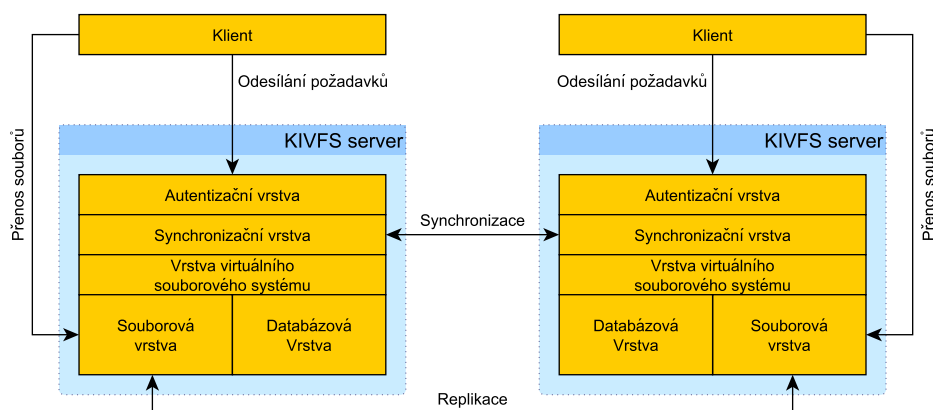 Klient
Klient
Odesílání požadavků
Odesílání požadavků
Přenos souborů
KIVFS server
KIVFS server
Přenos souborů
Autentizační vrstva
Autentizační vrstva
Synchronizace
Synchronizační vrstva
Synchronizační vrstva
Vrstva virtuálního
souborového systému
Vrstva virtuálního
souborového systému
Souborová
vrstva
Databázová
Vrstva
Databázová
Vrstva
Souborová
vrstva
Replikace